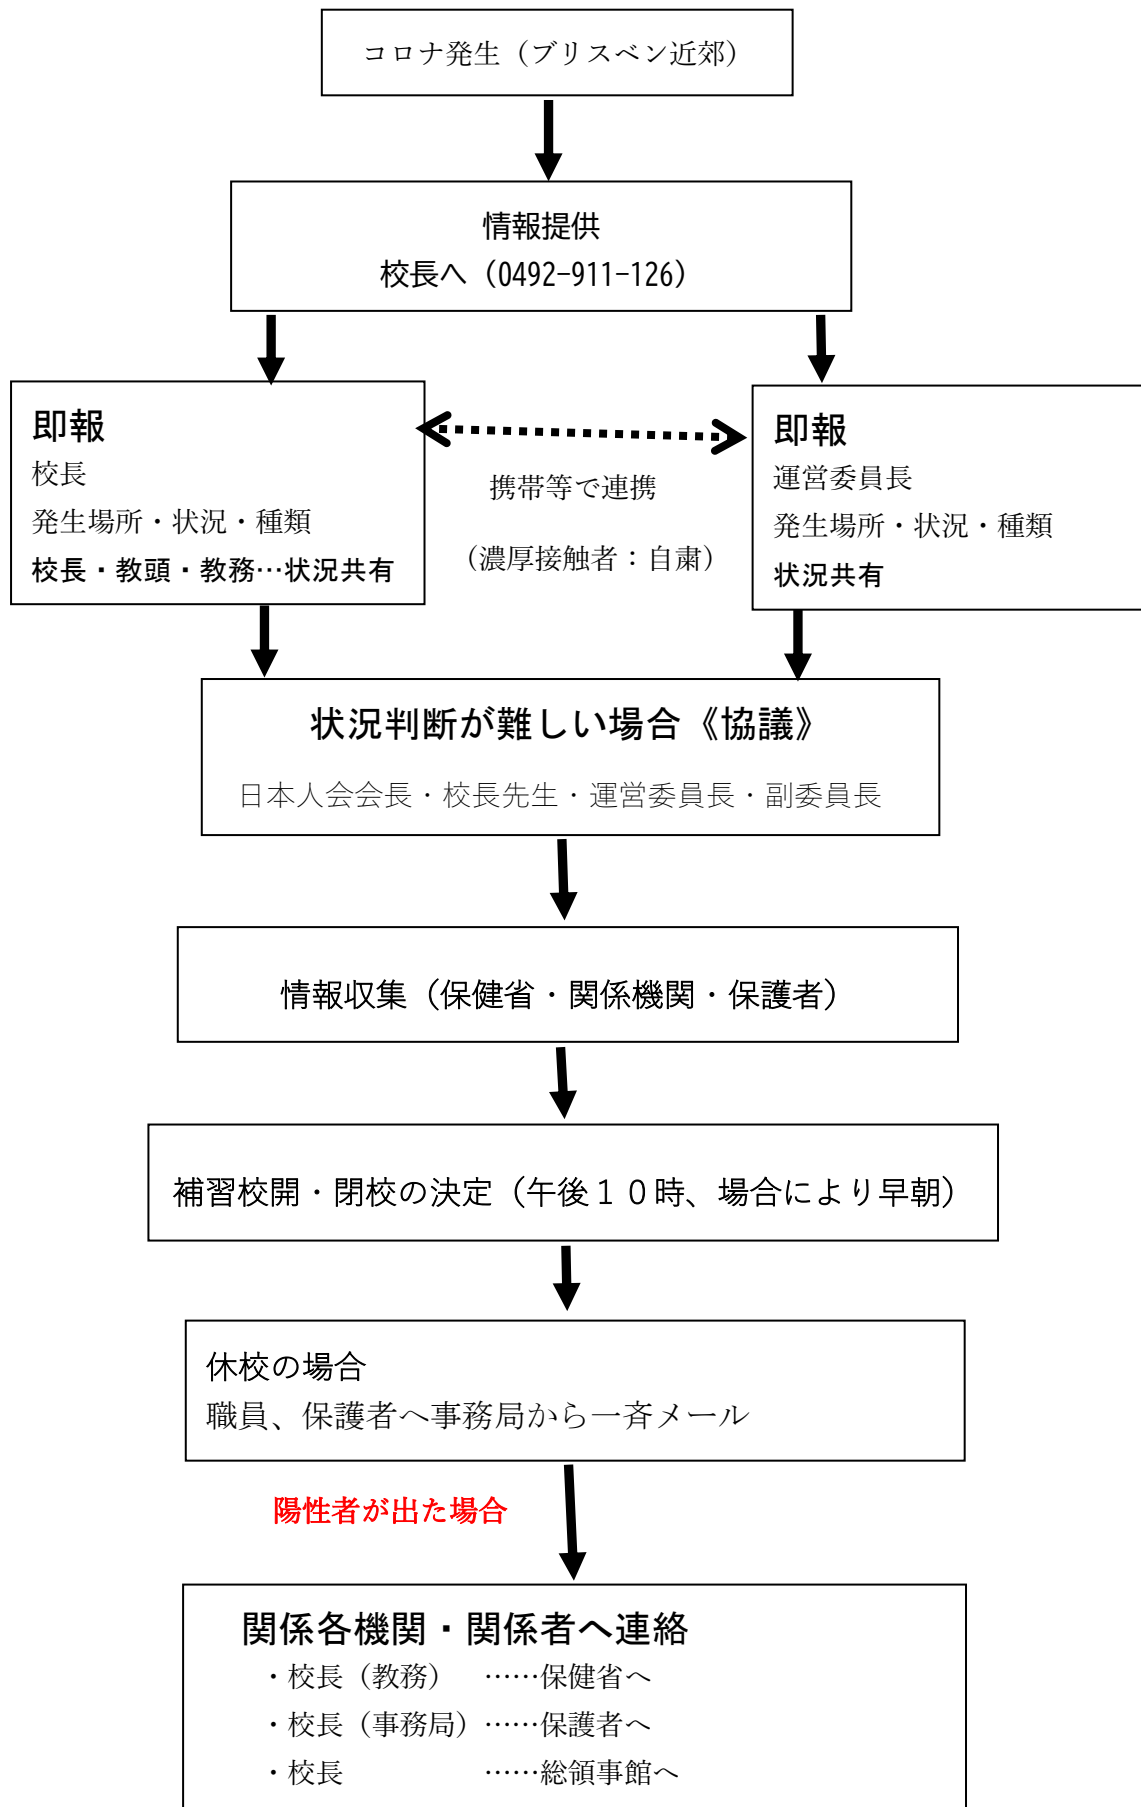 コロナ発生（ブリスベン近郊）
情報提供
校長へ（0492-911-126）
即報
校長
発生場所・状況・種類
校長・教頭・教務…状況共有
携帯等で連携
（濃厚接触者：自粛）
即報
運営委員長
発生場所・状況・種類
状況共有
状況判断が難しい場合《協議》
日本人会会長・校長先生・運営委員長・副委員長
情報収集（保健省・関係機関・保護者）
補習校開・閉校の決定（午後１０時、場合により早朝）
休校の場合
職員、保護者へ事務局から一斉メール
陽性者が出た場合
関係各機関・関係者へ連絡
・校長（教務）　……保健省へ
・校長（事務局）……保護者へ
・校長　　　　　……総領事館へ